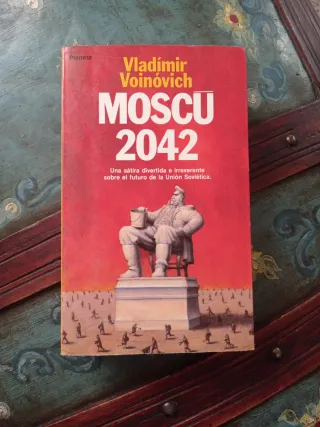 Planeta
Vladímir
Voinóvich
MOSCÚ
2042
Una sátira divertida e irreverente
sobre el futuro de la Unión Soviética.